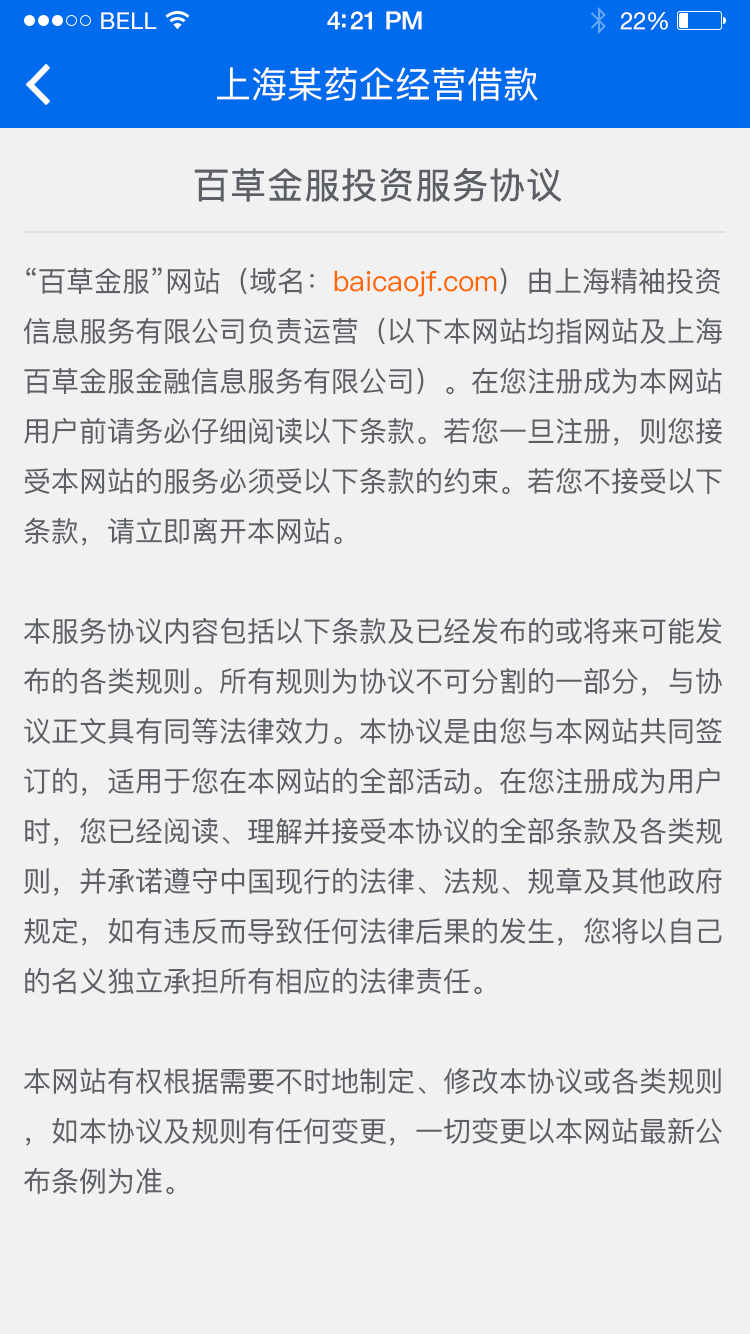 BELL 4:21 PM 22%
上海某药企经营借款
百草金服投资服务协议
“百草金服”网站（域名：baicaojf.com）由上海精袖投资
信息服务有限公司负责运营（以下本网站均指网站及上海
百草金服金融信息服务有限公司）。在您注册成为本网站
用户前请务必仔细阅读以下条款。若您一旦注册，则您接
受本网站的服务必须受以下条款的约束。若您不接受以下
条款，请立即离开本网站。
本服务协议内容包括以下条款及已经发布的或将来可能发
布的各类规则。所有规则为协议不可分割的一部分，与协
议正文具有同等法律效力。本协议是由您与本网站共同签
订的，适用于您在本网站的全部活动。在您注册成为用户
时，您已经阅读、理解并接受本协议的全部条款及各类规
则，并承诺遵守中国现行的法律、法规、规章及其他政府
规定，如有违反而导致任何法律后果的发生，您将以自己
的名义独立承担所有相应的法律责任。
本网站有权根据需要不时地制定、修改本协议或各类规则
，如本协议及规则有任何变更，一切变更以本网站最新公
布条例为准。